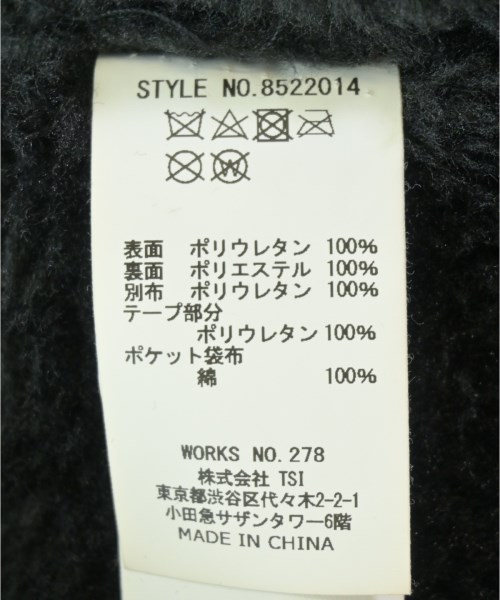 STYLE NO.8522014
表面 ポリウレタン 100%
裏面 ポリエステル 100%
別布 ポリウレタン 100%
テープ部分
ポリウレタン 100%
ポケット袋布
綿 100%
WORKS NO. 278
株式会社 TSI
東京都渋谷区代々木2-2-1
小田急サザンタワー6階
MADE IN CHINA